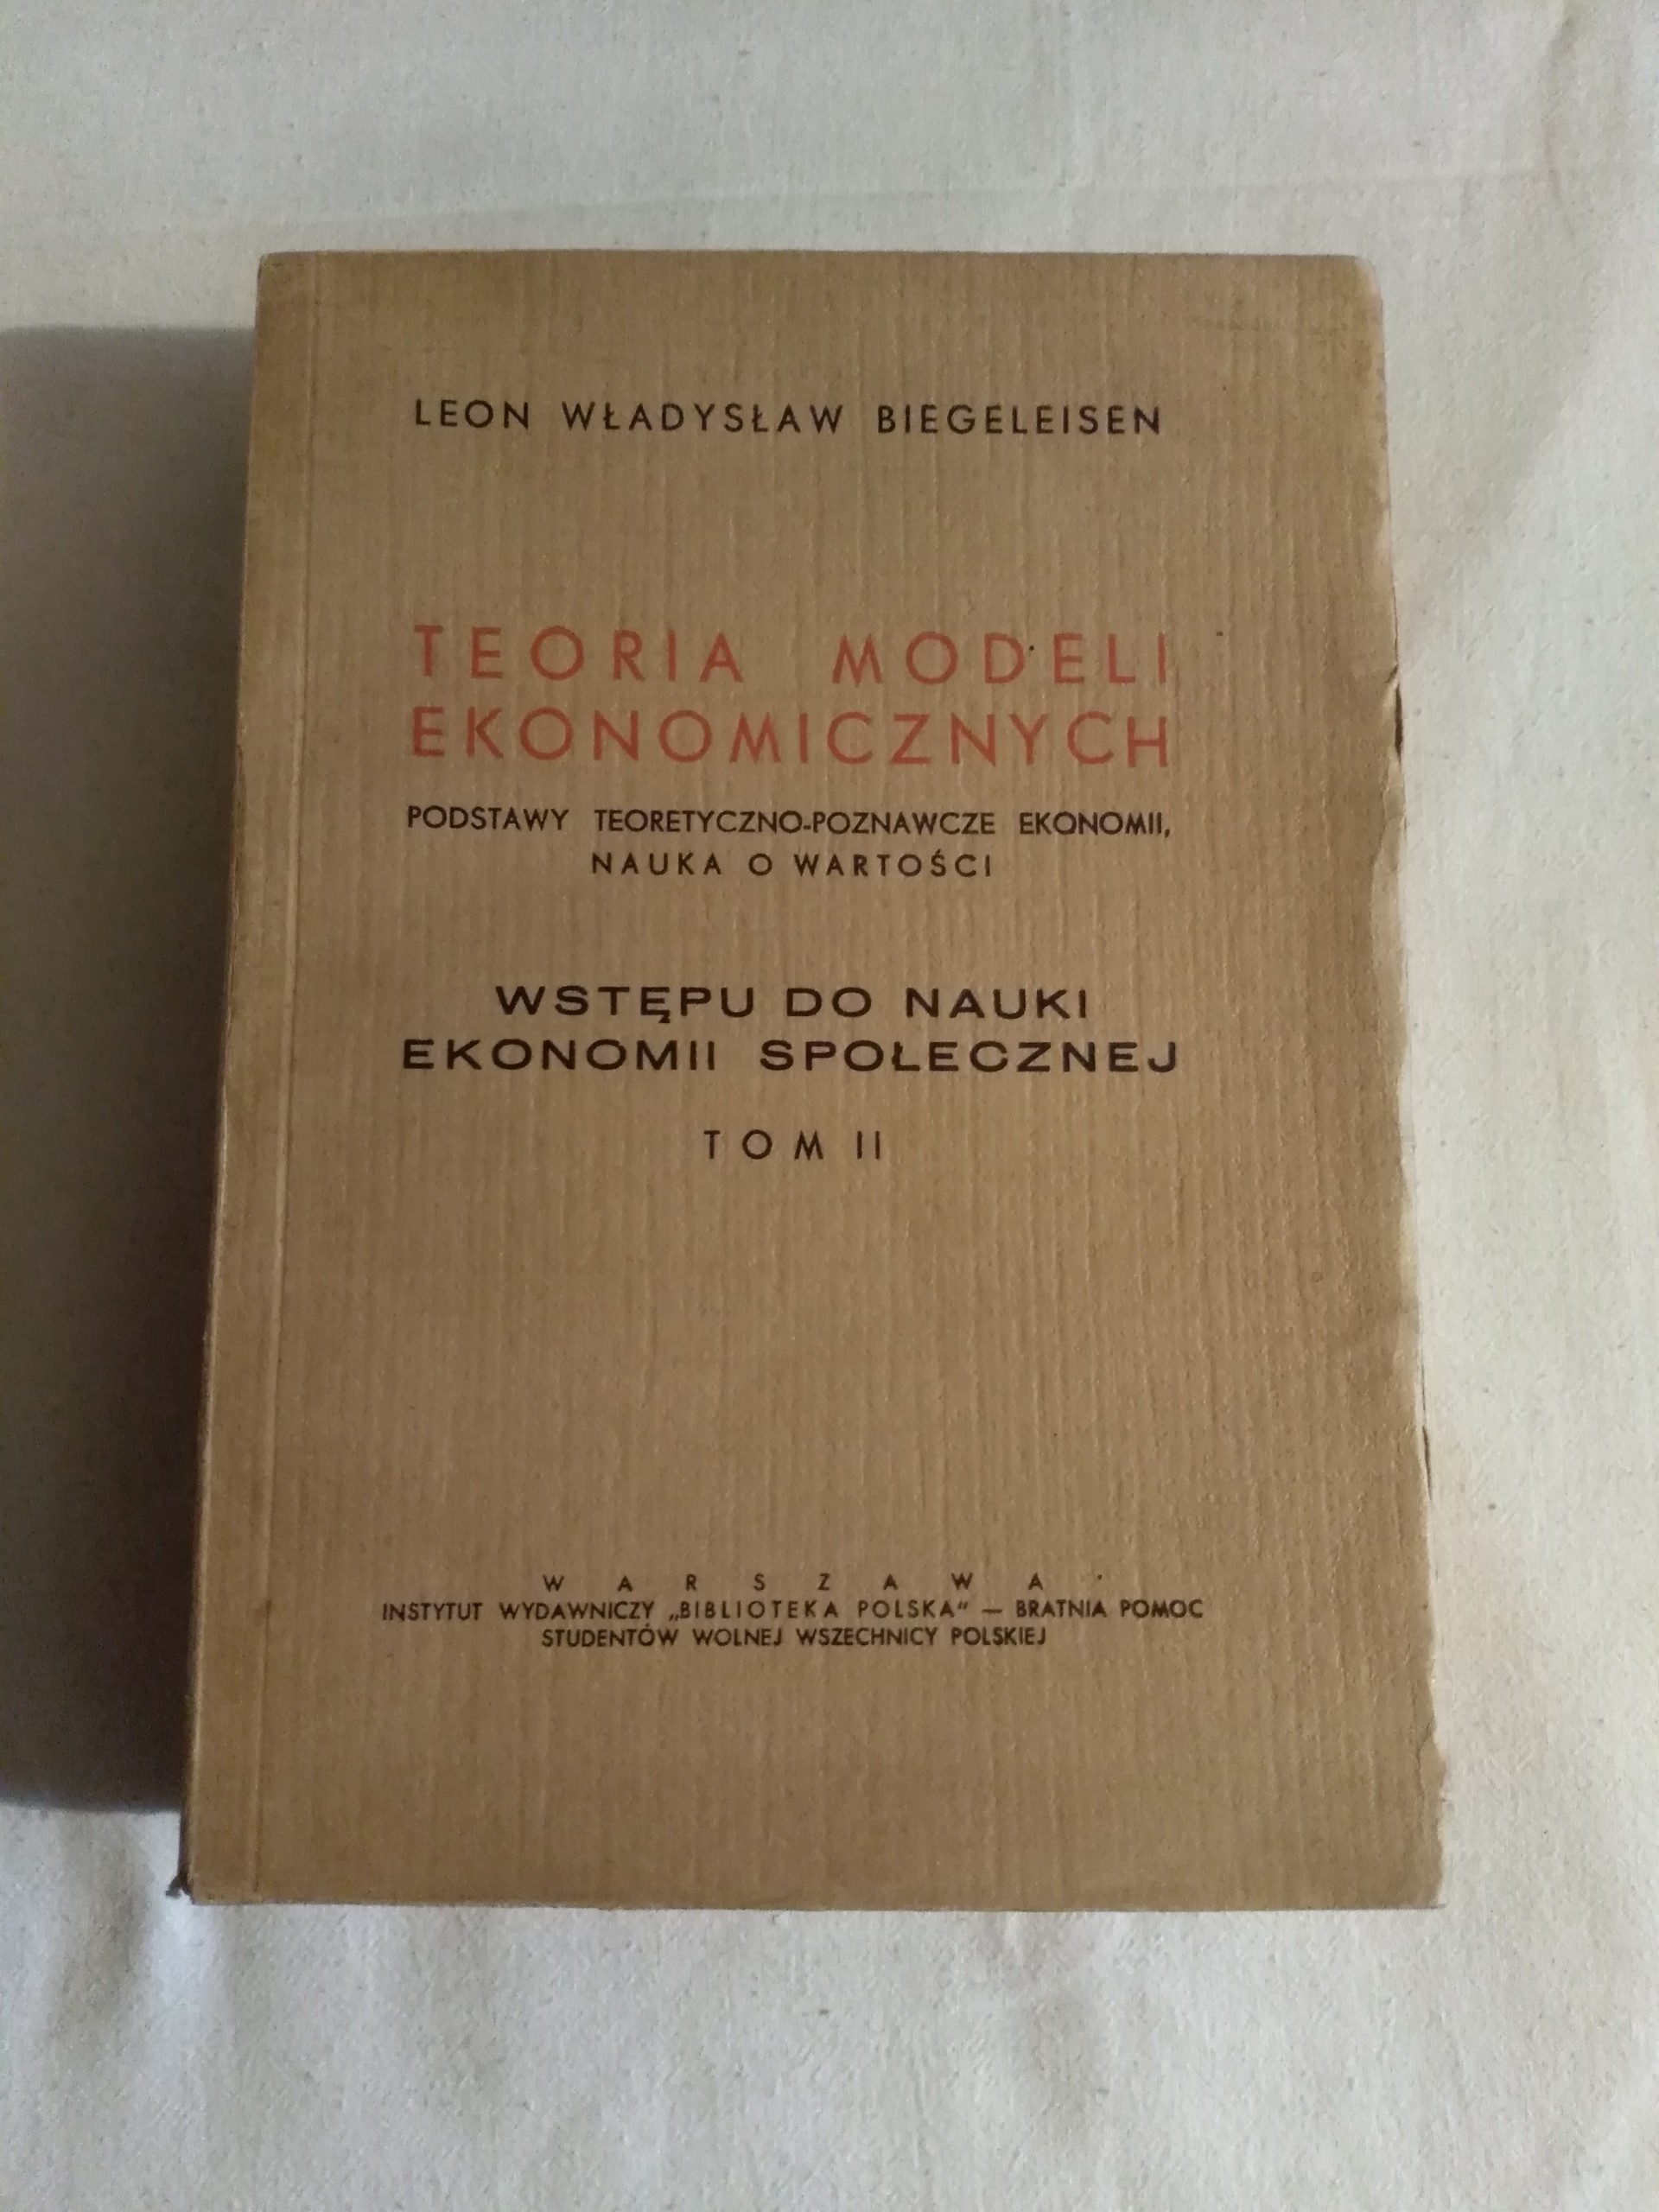 LEON WŁADYSŁAW BIEGELEISEN
TEORIA MODELI
EKONOMICZNYCH
PODSTAWY TEORETYCZNO-POZNAWCZE EKONOMII,
NAUKA O WARTOŚCI
WSTĘPU DO NAUKI
EKONOMII SPOŁECZNEJ
TOM II
WARSZAWA
INSTYTUT WYDAWNICZY „BIBLIOTEKA POLSKA” — BRATNIA POMOC
STUDENTÓW WOLNEJ WSZECHNICY POLSKIEJ